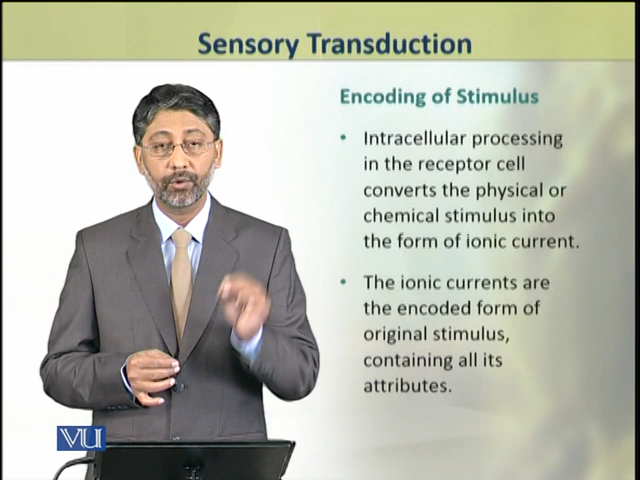 Sensory Transduction
Encoding of Stimulus
• Intracellular processing
in the receptor cell
converts the physical or
chemical stimulus into
the form of ionic current.
• The ionic currents are
the encoded form of
original stimulus,
containing all its
attributes.
VU